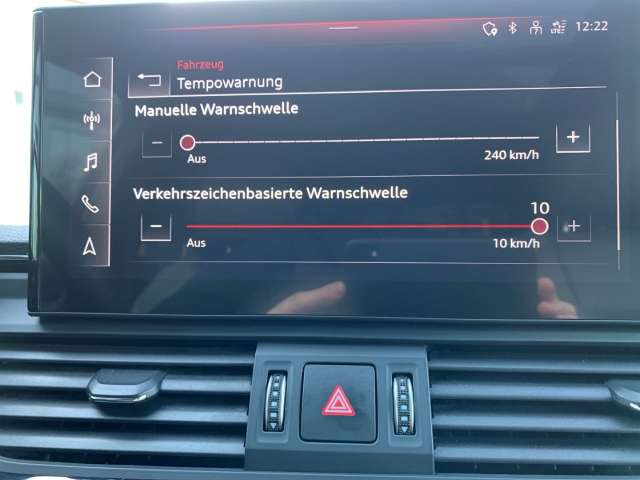 12:22
Fahrzeug
Tempowarnung
Manuelle Warnschwelle
Aus
240 km/h
Verkehrszeichenbasierte Warnschwelle
10
Aus
10 km/h